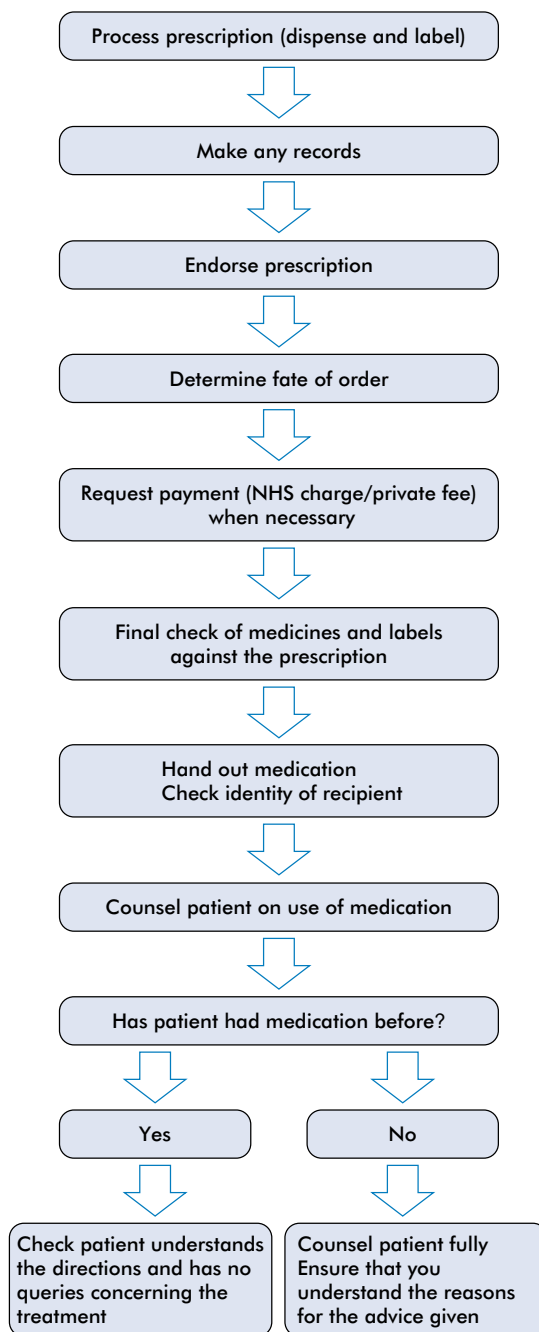 Process prescription (dispense and label)
Make any records
Endorse prescription
Determine fate of order
Request payment (NHS charge/private fee)
when necessary
Final check of medicines and labels
against the prescription
Hand out medication
Check identity of recipient
Counsel patient on use of medication
Has patient had medication before?
Yes
No
Check patient understands
the directions and has no
queries concerning the
treatment
Counsel patient fully
Ensure that you
understand the reasons
for the advice given